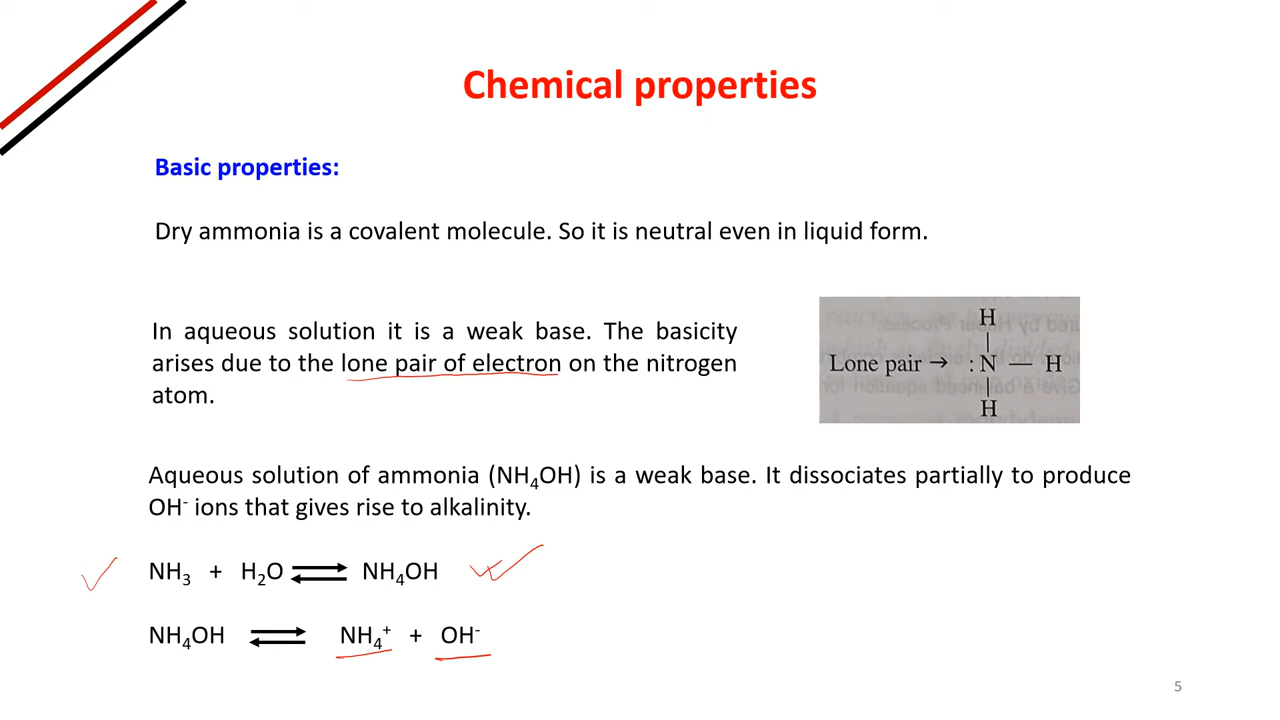 Chemical properties
Basic properties:
Dry ammonia is a covalent molecule. So it is neutral even in liquid form.
In aqueous solution it is a weak base. The basicity
arises due to the lone pair of electron on the nitrogen
atom.
H
Lone pair → :N — H
H
Aqueous solution of ammonia (NH₄OH) is a weak base. It dissociates partially to produce
OH⁻ ions that gives rise to alkalinity.
NH₃ + H₂O ⇌ NH₄OH
NH₄OH ⇌ NH₄⁺ + OH⁻
5